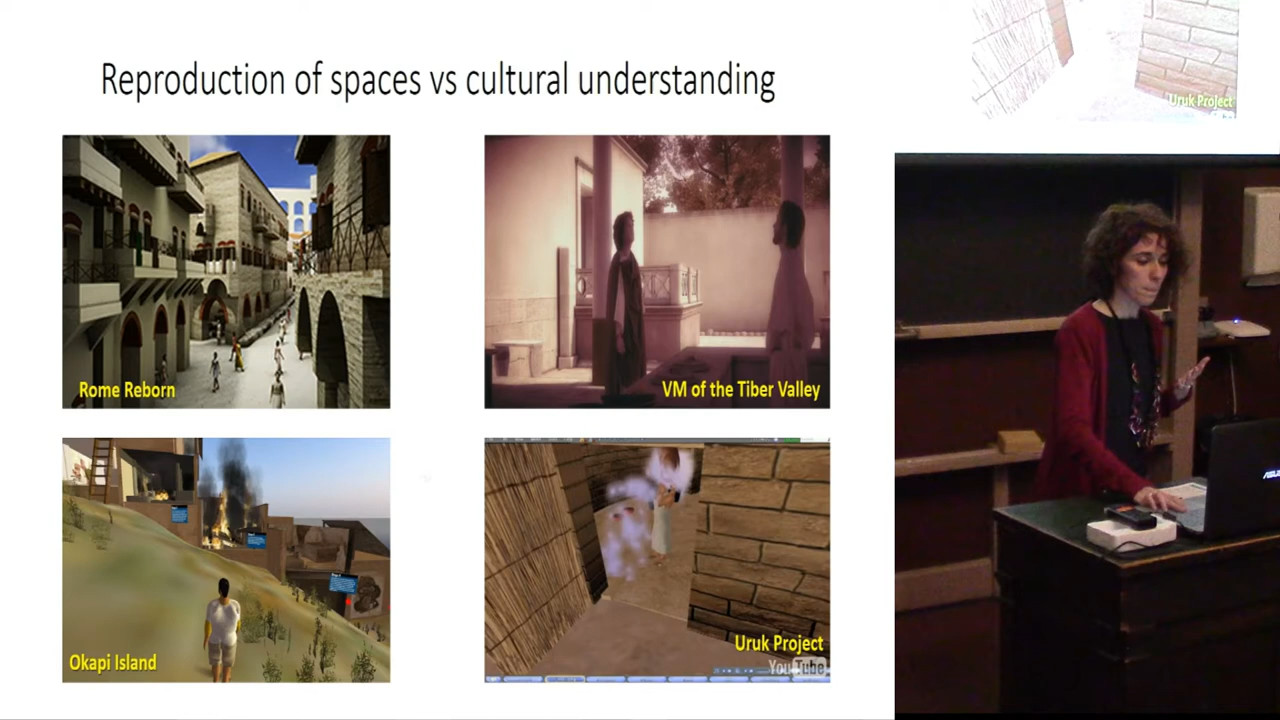 Reproduction of spaces vs cultural understanding
Uruk Project
Rome Reborn
VM of the Tiber Valley
Okapi Island
Uruk Project
YouTube